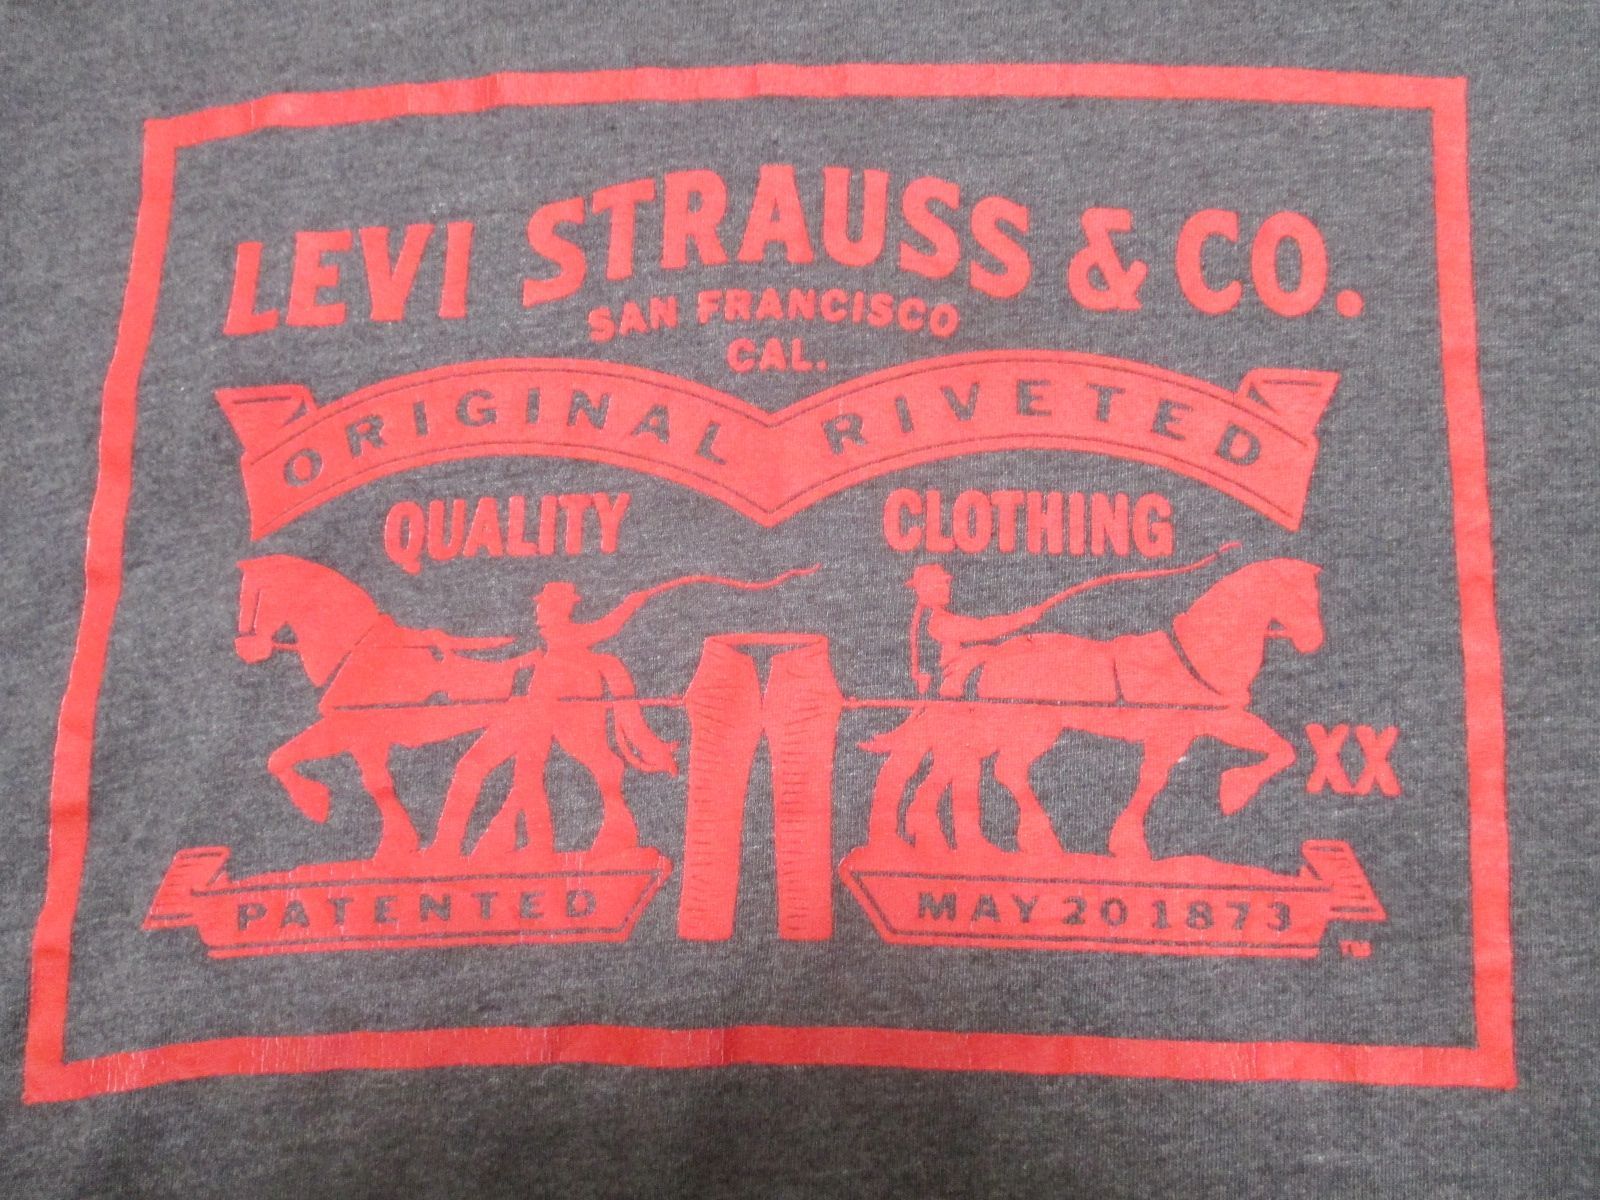 LEVI STRAUSS & CO.
SAN FRANCISCO
CAL.
ORIGINAL RIVETED
QUALITY CLOTHING
XX
PATENTED MAY 20 1873
TM